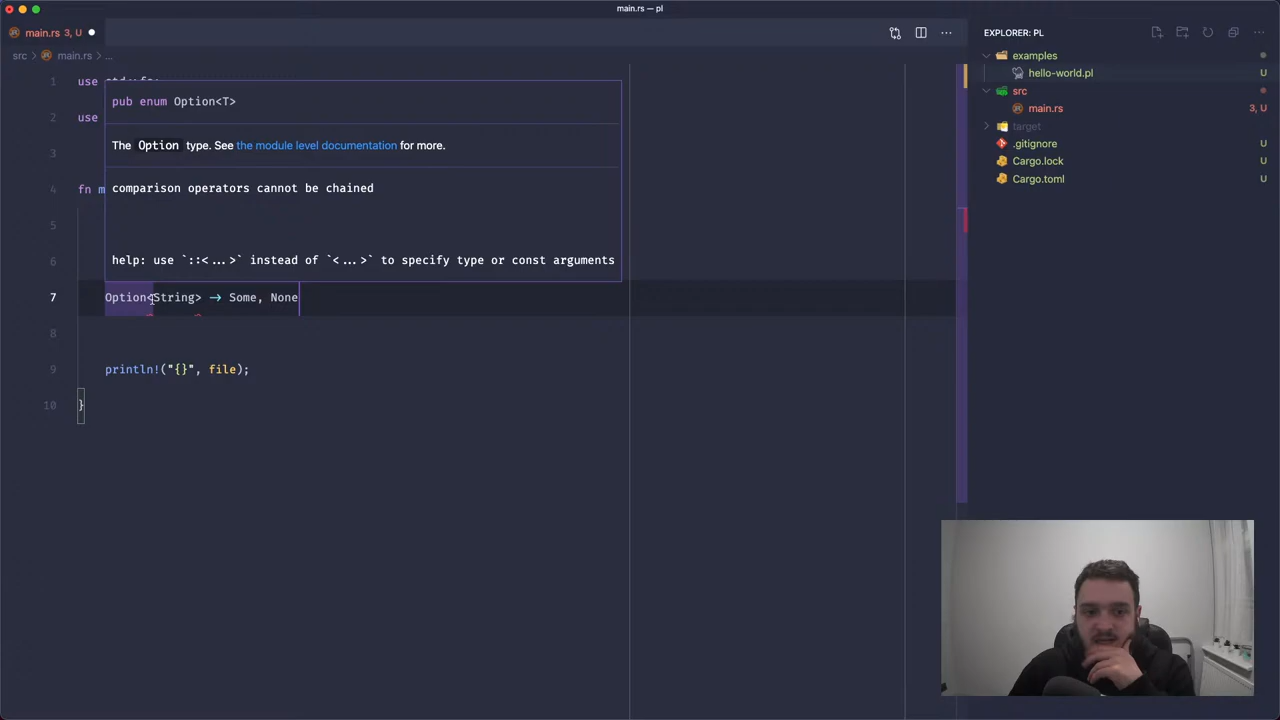 main.rs — pl
main.rs 3, U
src > main.rs > ...
1 use std::fs;
pub enum Option<T>
2 use
The Option type. See the module level documentation for more.
3
comparison operators cannot be chained
4 fn m
5
6
help: use `::<...>` instead of `<...>` to specify type or const arguments
7 Option<String> → Some, None
8
9 println!("{}", file);
10 }
EXPLORER: PL
examples
hello-world.pl U
src
main.rs 3, U
target
.gitignore U
Cargo.lock U
Cargo.toml U